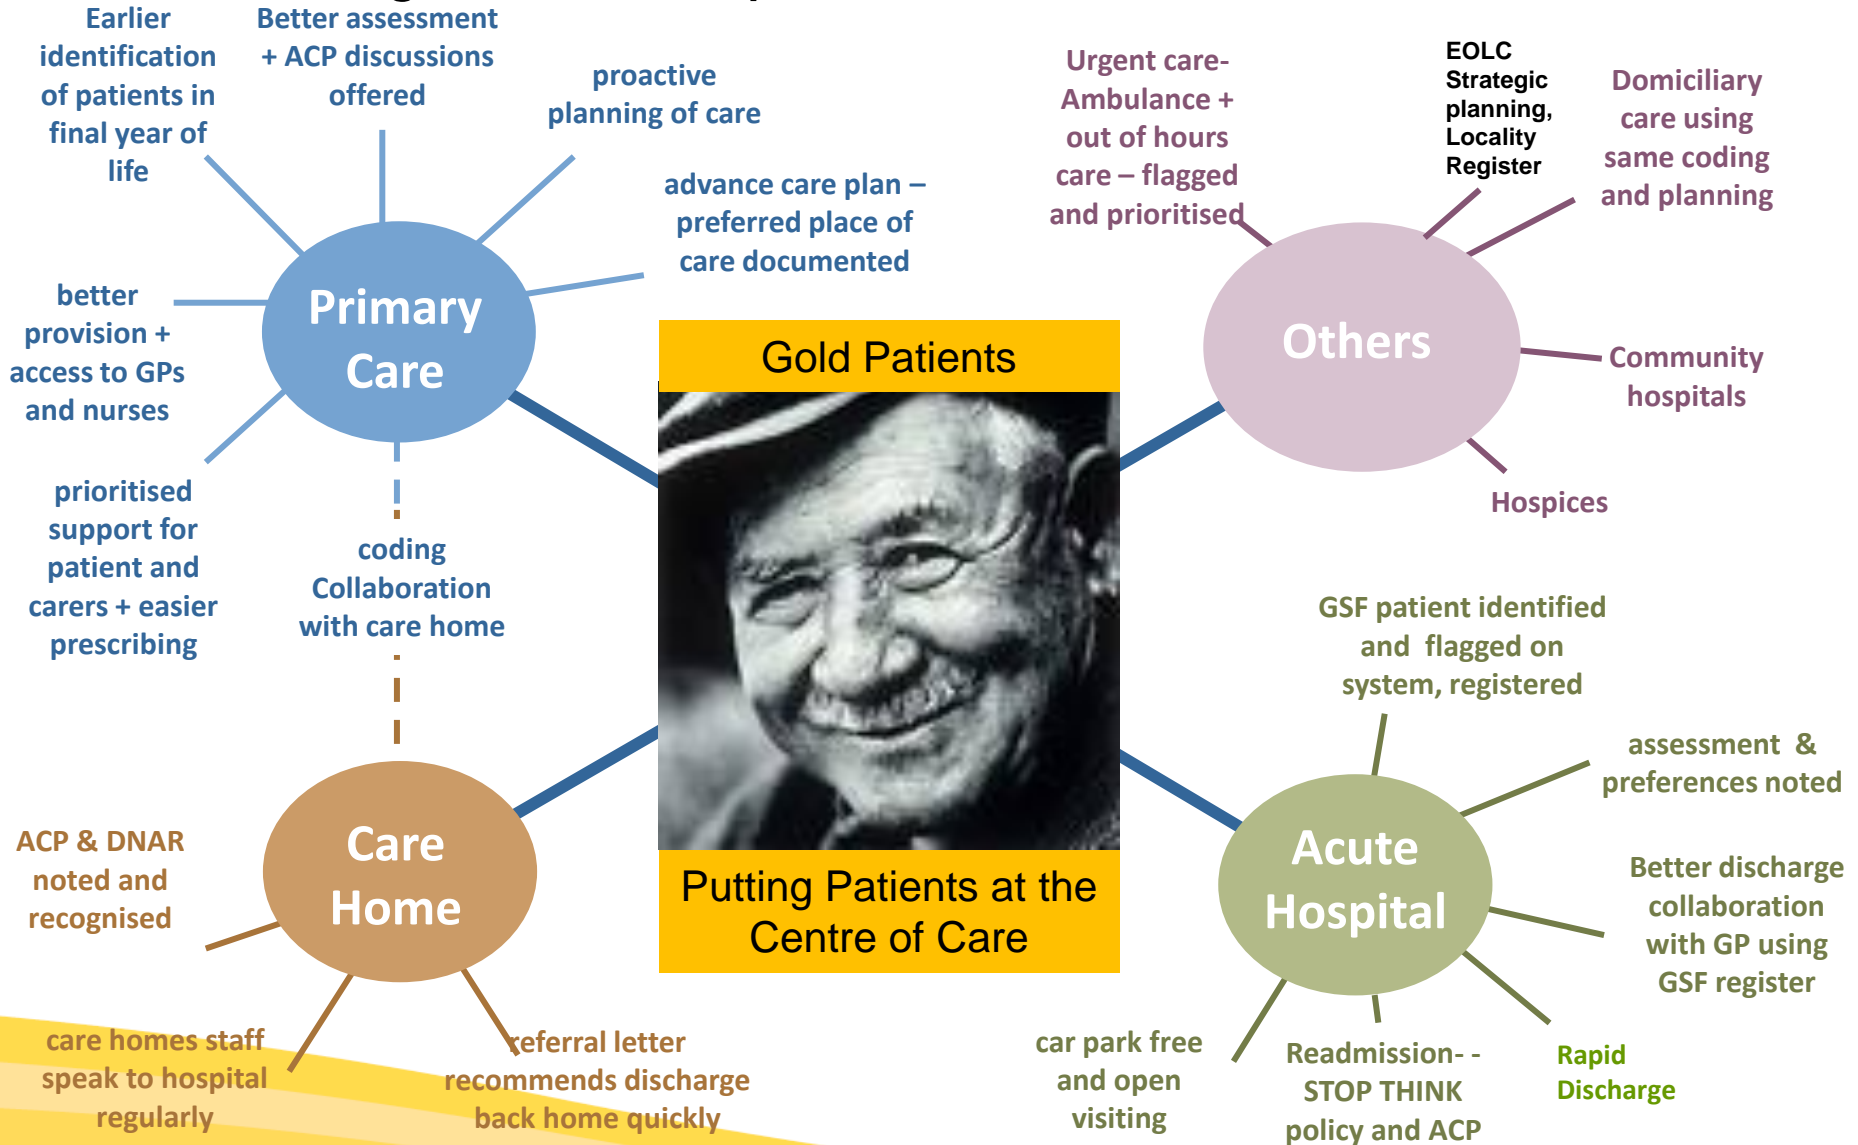 Earlier
identification
of patients in
final year of
life
Better assessment
+ ACP discussions
offered
proactive
planning of care
advance care plan –
preferred place of
care documented
better
provision +
access to GPs
and nurses
Primary
Care
prioritised
support for
patient and
carers + easier
prescribing
coding
Collaboration
with care home
Urgent care-
Ambulance +
out of hours
care – flagged
and prioritised
EOLC
Strategic
planning,
Locality
Register
Domiciliary
care using
same coding
and planning
Others
Community
hospitals
Hospices
Gold Patients
Putting Patients at the
Centre of Care
Care
Home
ACP & DNAR
noted and
recognised
care homes staff
speak to hospital
regularly
referral letter
recommends discharge
back home quickly
GSF patient identified
and flagged on
system, registered
assessment &
preferences noted
Acute
Hospital
Better discharge
collaboration
with GP using
GSF register
Rapid
Discharge
Readmission- -
STOP THINK
policy and ACP
car park free
and open
visiting